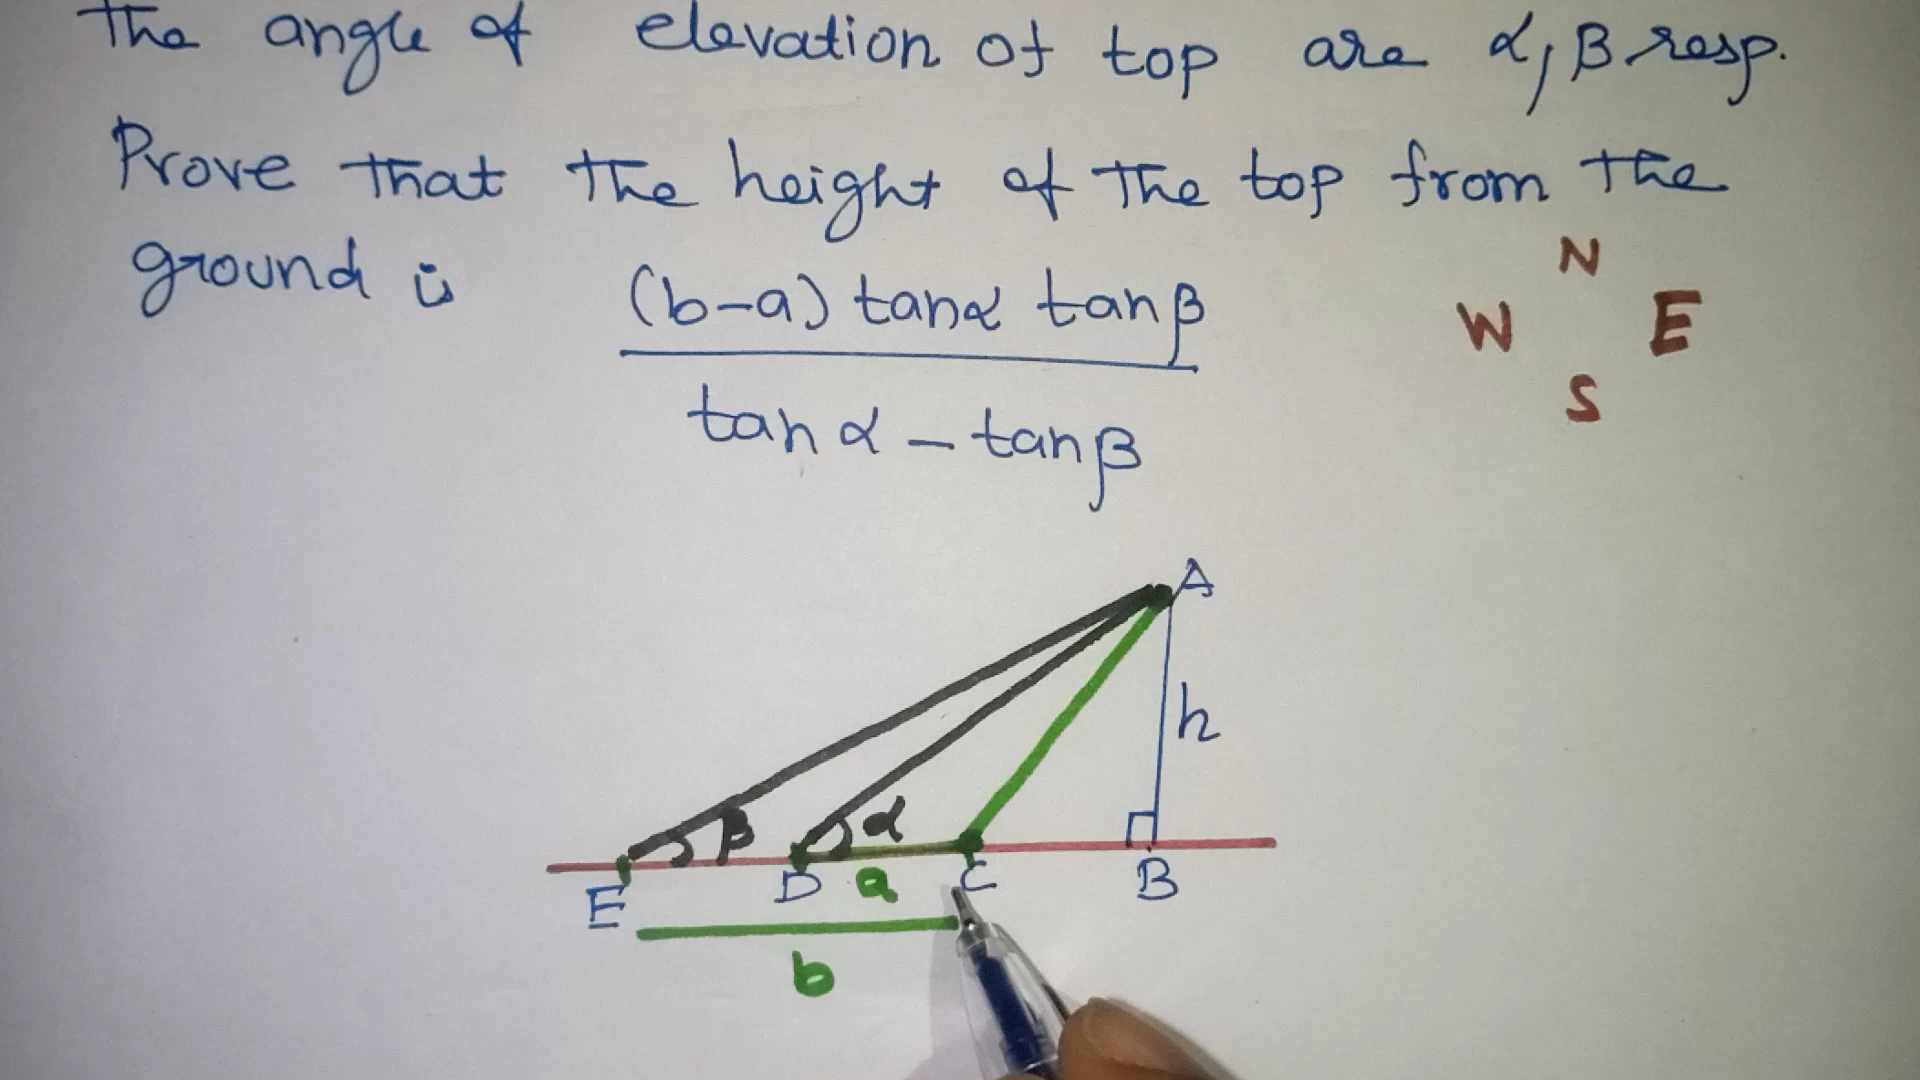 The angle of elevation of top are α, β resp.
Prove that the height of the top from the
ground is (b-a) tanα tanβ
tanα - tanβ
N
W E
S
A
h
β α
E D a C B
b